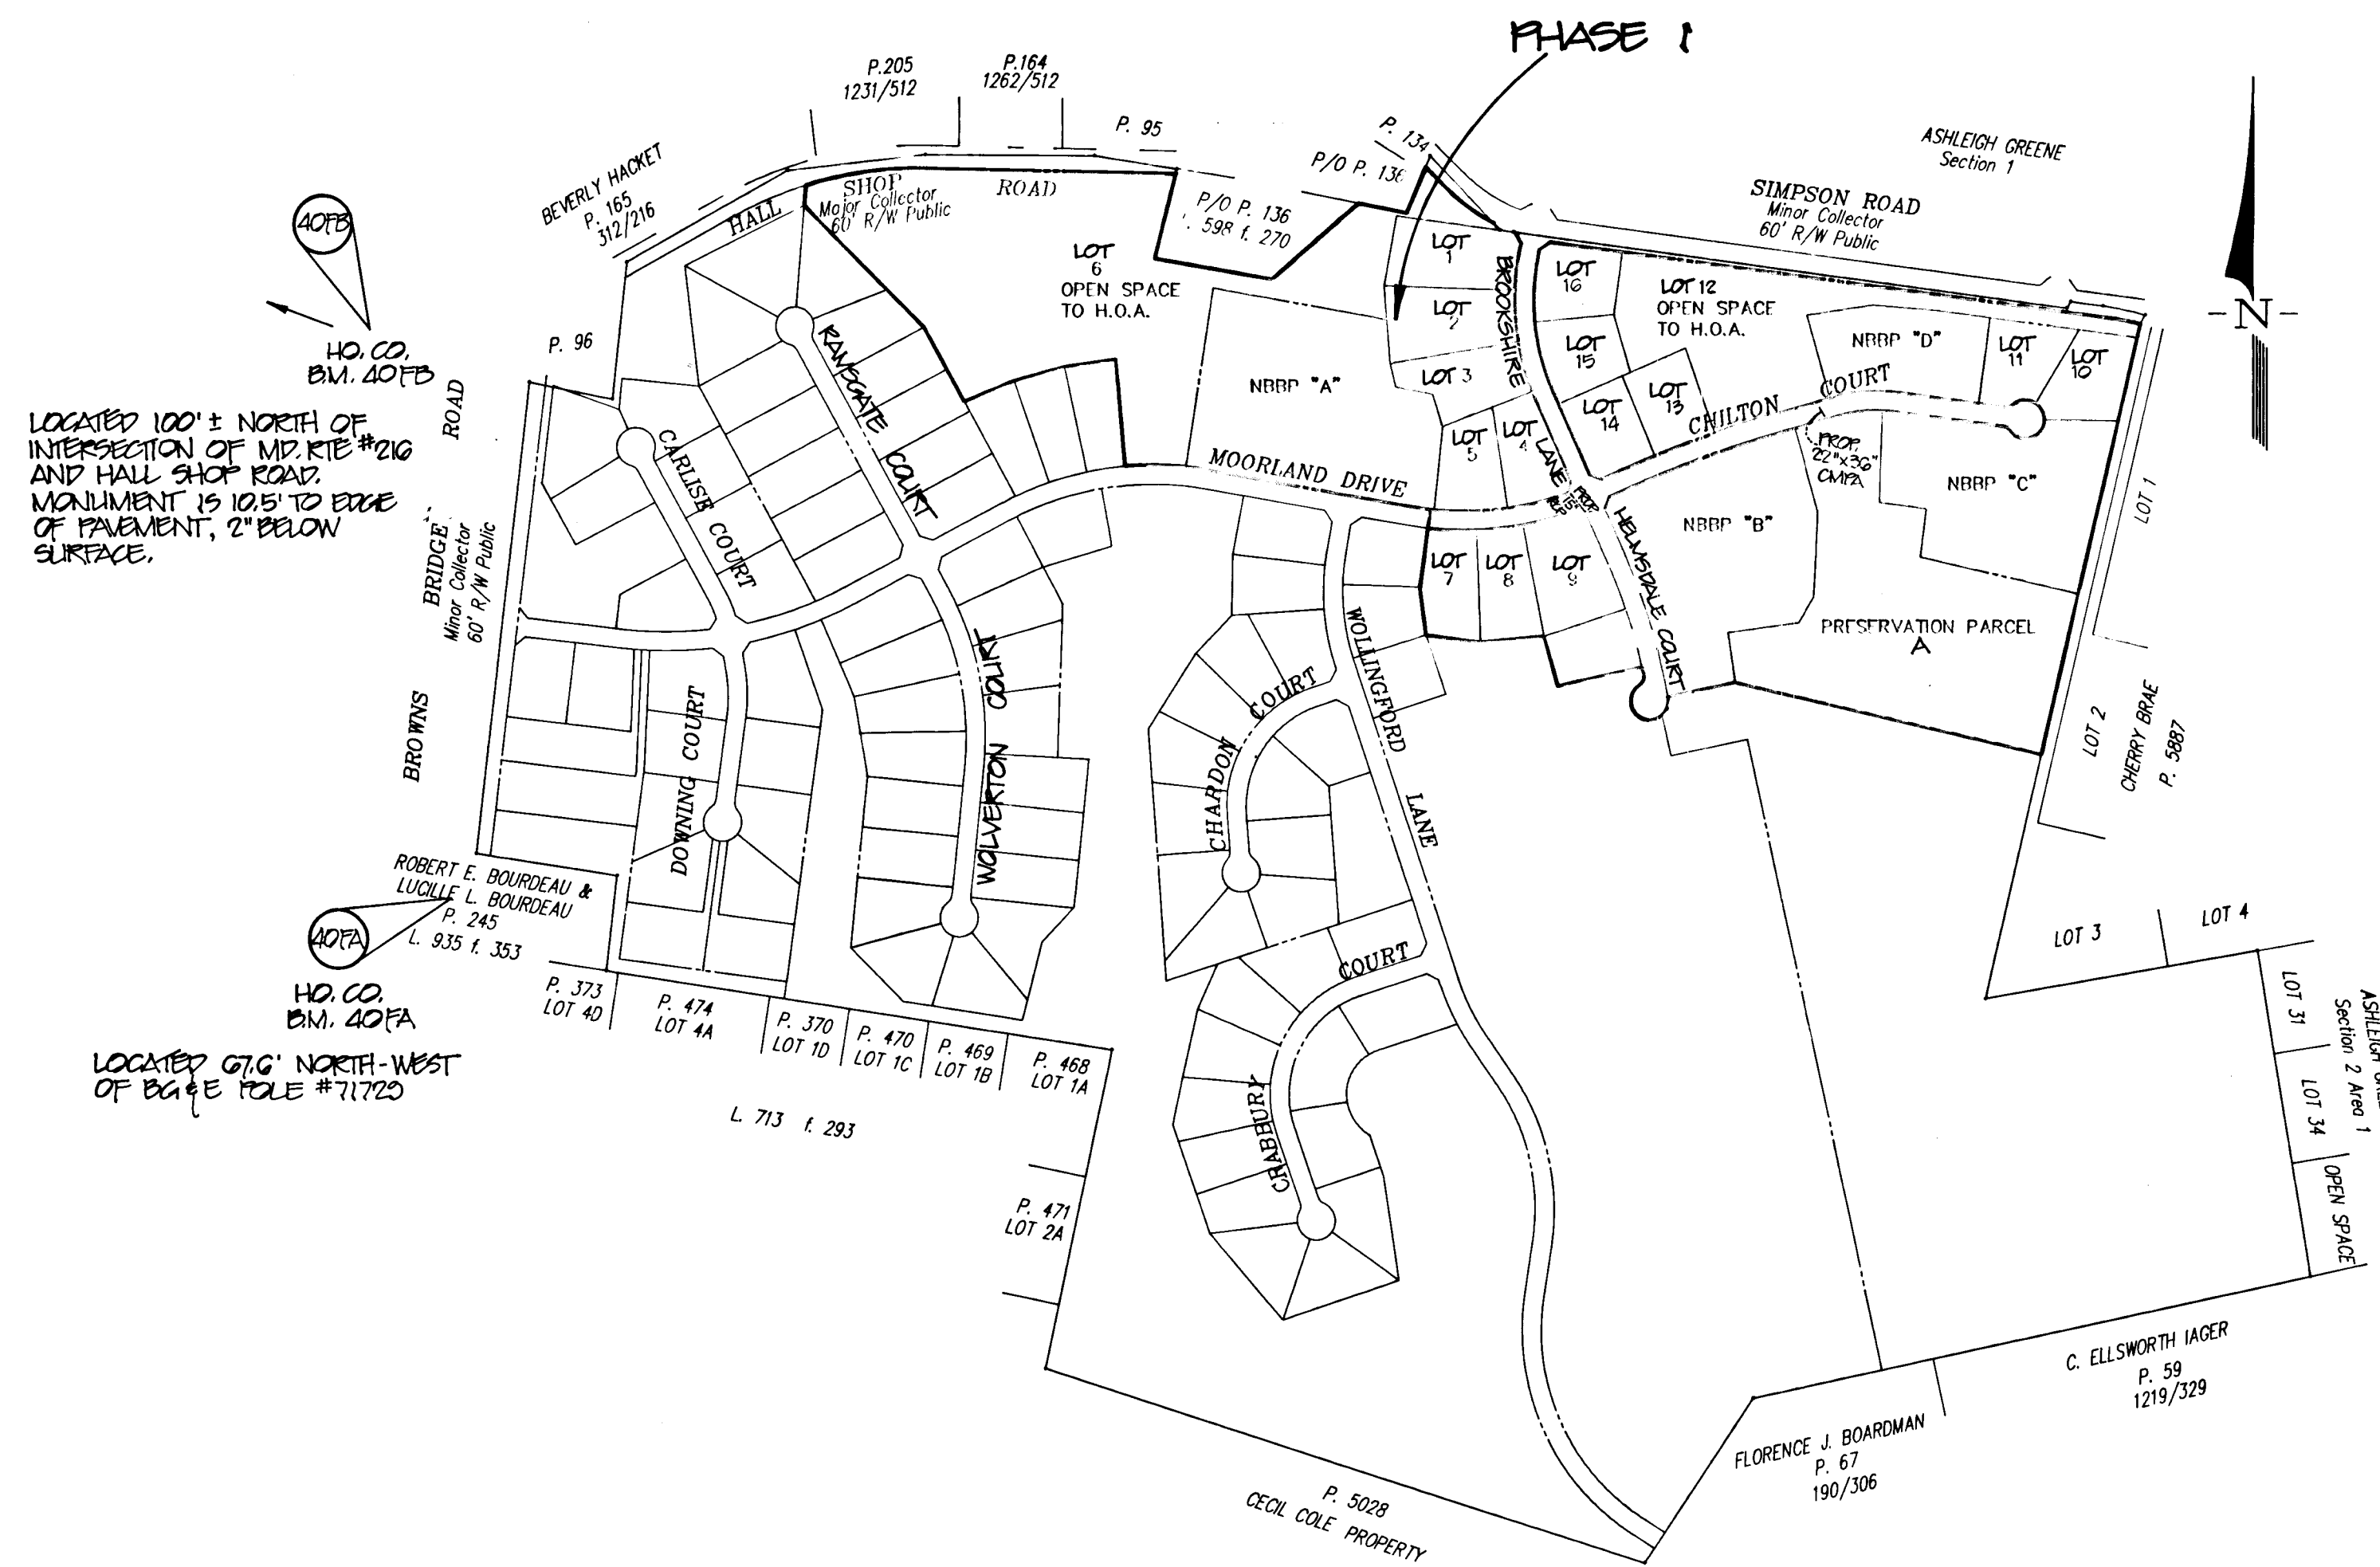 PHASE 1
P.205
1231/512
P.164
1262/512
P. 95
P. 134
P/O P. 136
P/O P. 136
598 f. 270
ASHLEIGH GREENE
Section 1
SIMPSON ROAD
Minor Collector
60' R/W Public
BEVERLY HACKET
P. 165
312/216
HALL
SHOP
ROAD
Major Collector
60' R/W Public
40FB
HO. CO.
B.M. 40FB
LOCATED 100' ± NORTH OF
INTERSECTION OF MD. RTE #216
AND HALL SHOP ROAD.
MONUMENT IS 10.5' TO EDGE
OF PAVEMENT, 2" BELOW
SURFACE.
P. 96
-N-
LOT
6
OPEN SPACE
TO H.O.A.
LOT
1
LOT
2
LOT 3
LOT
4
LOT
5
BROOKSHIRE
LANE
LOT
16
LOT
15
LOT
14
LOT
13
LOT 12
OPEN SPACE
TO H.O.A.
NBBP "D"
LOT
11
LOT
10
NBBP "A"
CHILTON
COURT
PROP.
22"x36"
CMPA
NBBP "C"
NBBP "B"
PRESERVATION PARCEL
A
LOT
7
LOT
8
LOT
9
HELMSDALE COURT
MOORLAND DRIVE
RAMSGATE
COURT
CARLISE COURT
BROWNS
BRIDGE
ROAD
Minor Collector
60' R/W Public
DOWNING COURT
WOLVERTON
COURT
CHARDON
COURT
WOLLINGFORD
LANE
CRABBURY
COURT
LOT 1
LOT 2
CHERRY BRAE
P. 5887
LOT 3
LOT 4
LOT 31
LOT 34
OPEN SPACE
Section 2 Area 1
ROBERT E. BOURDEAU &
LUCILLE L. BOURDEAU
P. 245
L. 935 f. 353
40FA
HO. CO.
B.M. 40FA
LOCATED 67.6' NORTH-WEST
OF BG&E POLE #71729
P. 373
LOT 4D
P. 474
LOT 4A
P. 370
LOT 1D
P. 470
LOT 1C
P. 469
LOT 1B
P. 468
LOT 1A
L. 713 f. 293
P. 471
LOT 2A
P. 5028
CECIL COLE PROPERTY
FLORENCE J. BOARDMAN
P. 67
190/306
C. ELLSWORTH IAGER
P. 59
1219/329